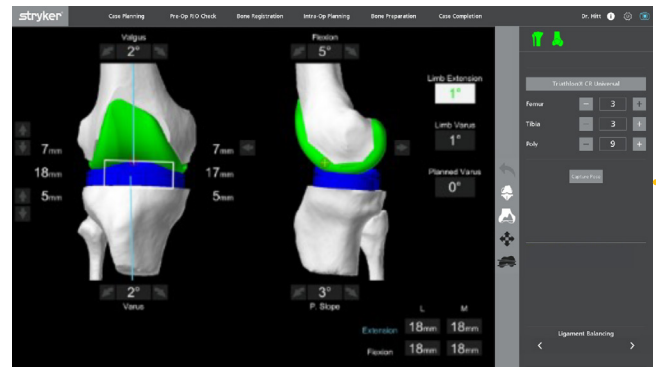 stryker
Case Planning
Pre-Op RIO Check
Bone Registration
Intra-Op Planning
Bone Preparation
Case Completion
Dr. Hitt
Valgus
2°
Flexion
5°
Limb Extension
1°
Limb Varus
1°
Planned Varus
0°
7mm
18mm
5mm
7mm
17mm
5mm
2°
Varus
3°
P. Slope
L M
Extension 18mm 18mm
Flexion 18mm 18mm
Triathlon® CR Universal
Femur − 3 +
Tibia − 3 +
Poly − 9 +
Capture Pose
Ligament Balancing
< >